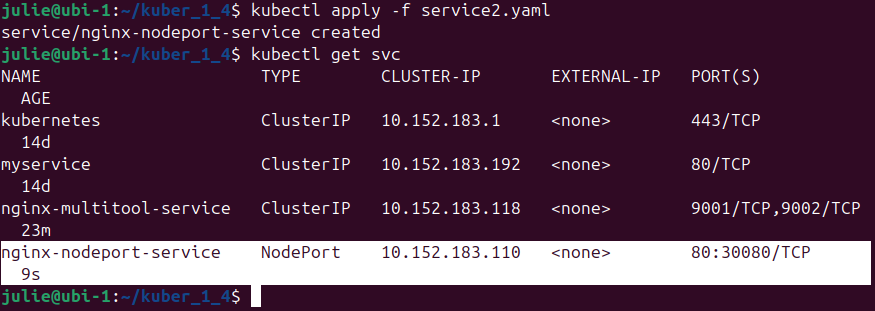 julie@ubi-1:~/kuber_1_4$ kubectl apply -f service2.yaml
service/nginx-nodeport-service created
julie@ubi-1:~/kuber_1_4$ kubectl get svc
NAME                       TYPE        CLUSTER-IP       EXTERNAL-IP   PORT(S)
  AGE
kubernetes                 ClusterIP   10.152.183.1     <none>        443/TCP
  14d
myservice                  ClusterIP   10.152.183.192   <none>        80/TCP
  14d
nginx-multitool-service    ClusterIP   10.152.183.118   <none>        9001/TCP,9002/TCP
  23m
nginx-nodeport-service     NodePort    10.152.183.110   <none>        80:30080/TCP
  9s
julie@ubi-1:~/kuber_1_4$